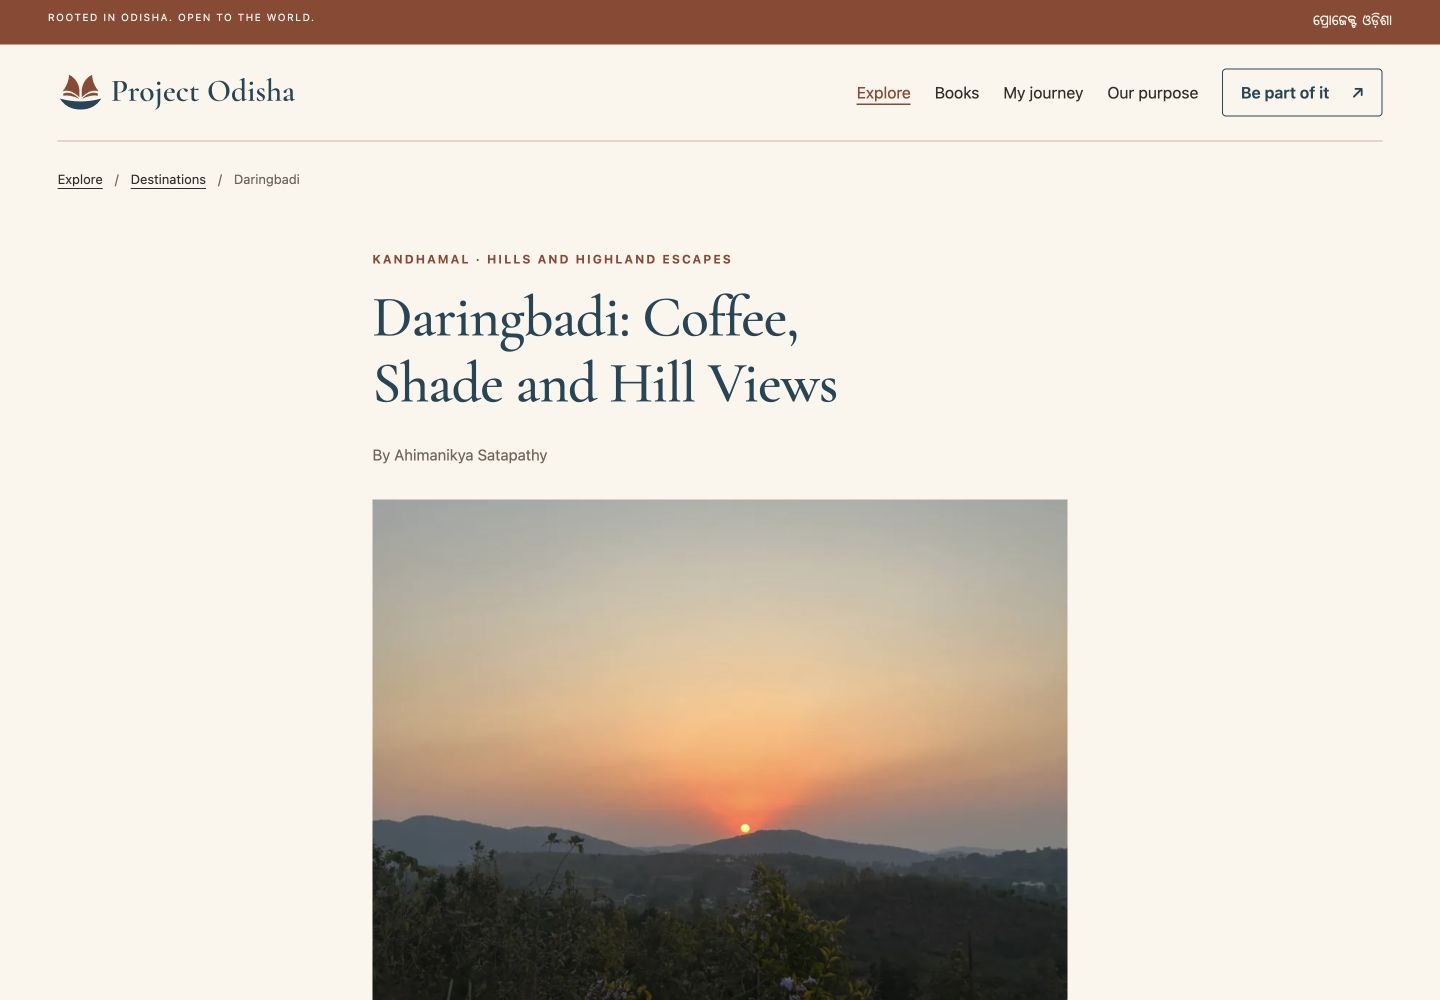 ROOTED IN ODISHA. OPEN TO THE WORLD.
ପ୍ରୋଜେକ୍ଟ ଓଡ଼ିଶା
Project Odisha
Explore Books My journey Our purpose Be part of it
Explore / Destinations / Daringbadi
KANDHAMAL · HILLS AND HIGHLAND ESCAPES
Daringbadi: Coffee,
Shade and Hill Views
By Ahimanikya Satapathy